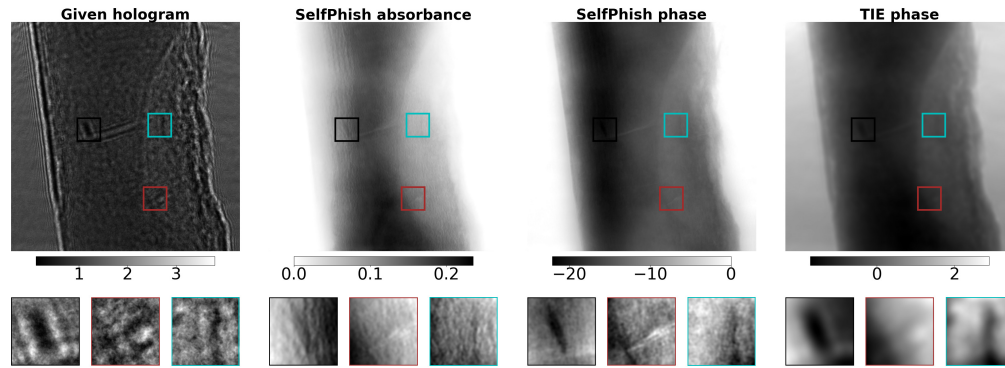 Given hologram
SelfPhish absorbance
SelfPhish phase
TIE phase
1 2 3
0.0 0.1 0.2
−20 −10 0
0 2